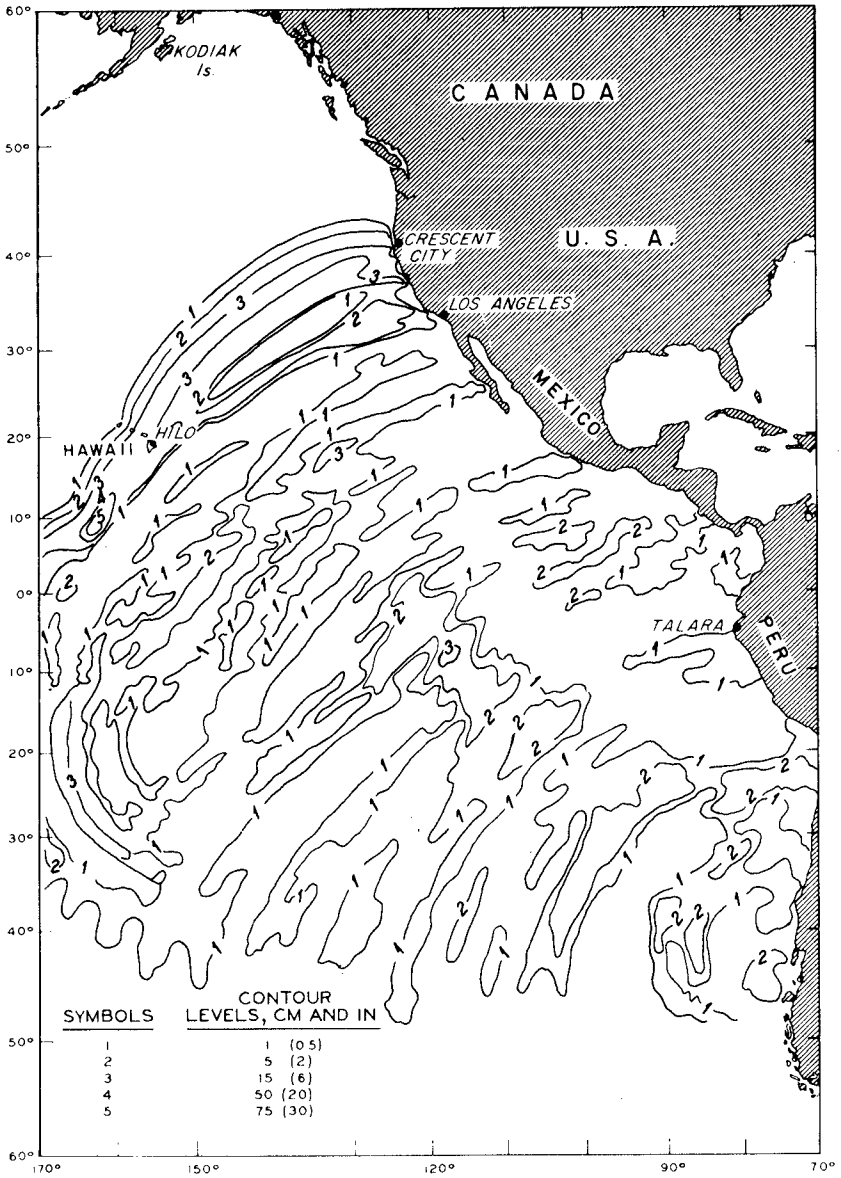 60°
KODIAK
Is.
CANADA
50°
U. S. A.
CRESCENT
CITY
40°
LOS ANGELES
30°
MEXICO
HILO
HAWAII
20°
10°
0°
TALARA
PERU
10°
20°
30°
40°
SYMBOLS
CONTOUR
LEVELS, CM AND IN
1 1 (0 5)
2 5 (2)
3 15 (6)
4 50 (20)
5 75 (30)
50°
60°
170° 150° 120° 90° 70°